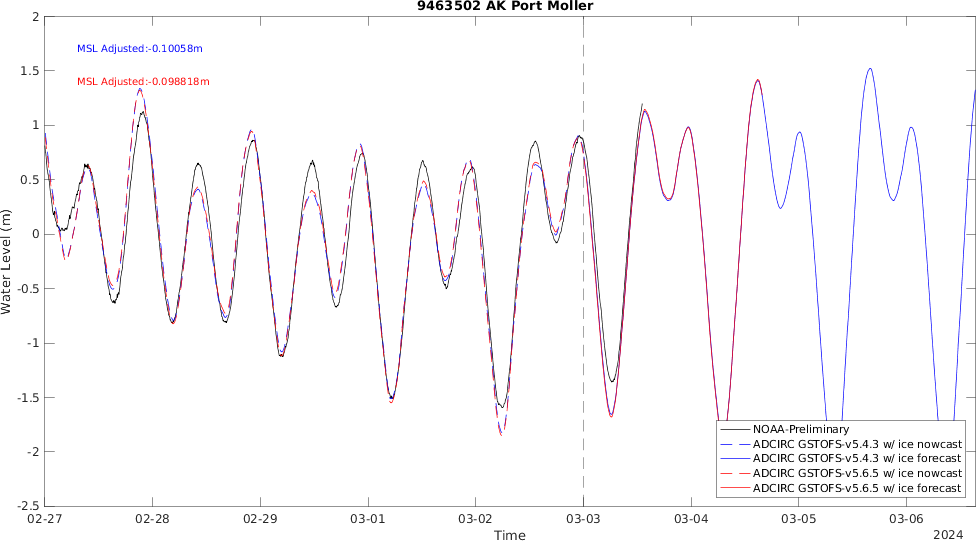 9463502 AK Port Moller
2
1.5
1
0.5
0
-0.5
-1
-1.5
-2
-2.5
Water Level (m)
MSL Adjusted:-0.10058m
MSL Adjusted:-0.098818m
NOAA-Preliminary
ADCIRC GSTOFS-v5.4.3 w/ ice nowcast
ADCIRC GSTOFS-v5.4.3 w/ ice forecast
ADCIRC GSTOFS-v5.6.5 w/ ice nowcast
ADCIRC GSTOFS-v5.6.5 w/ ice forecast
02-27 02-28 02-29 03-01 03-02 03-03 03-04 03-05 03-06
Time
2024